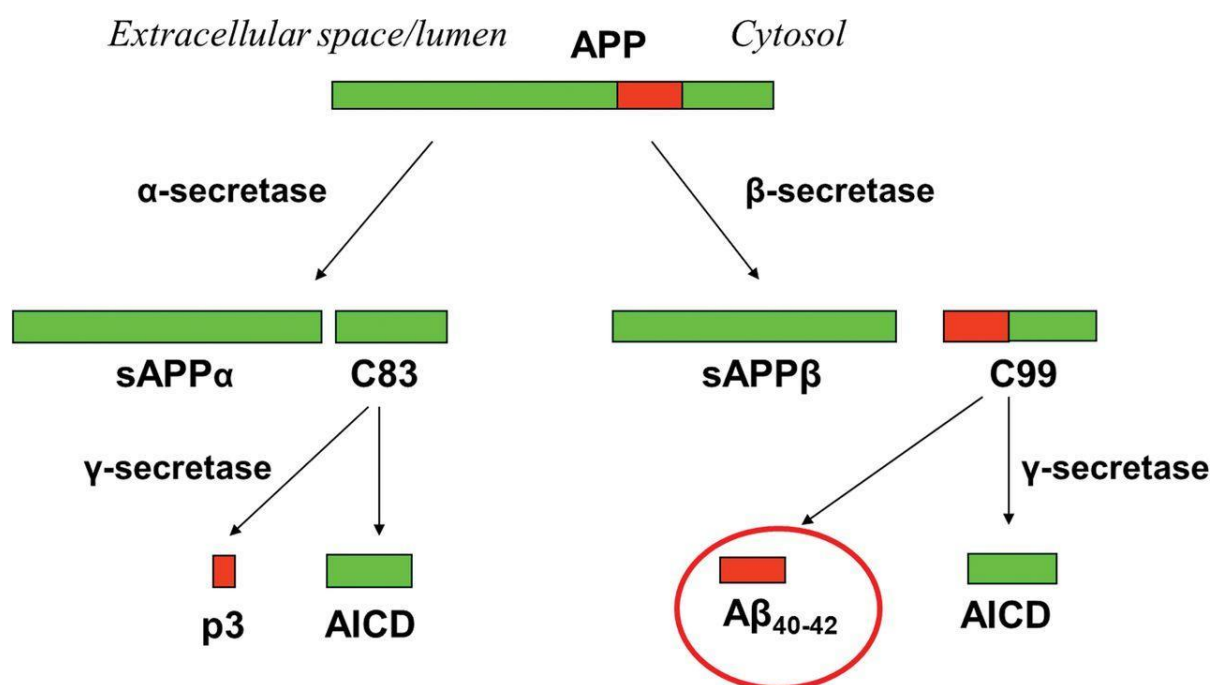 Extracellular space/lumen
APP
Cytosol
α-secretase
β-secretase
sAPPα
C83
sAPPβ
C99
γ-secretase
γ-secretase
p3
AICD
Aβ40-42
AICD